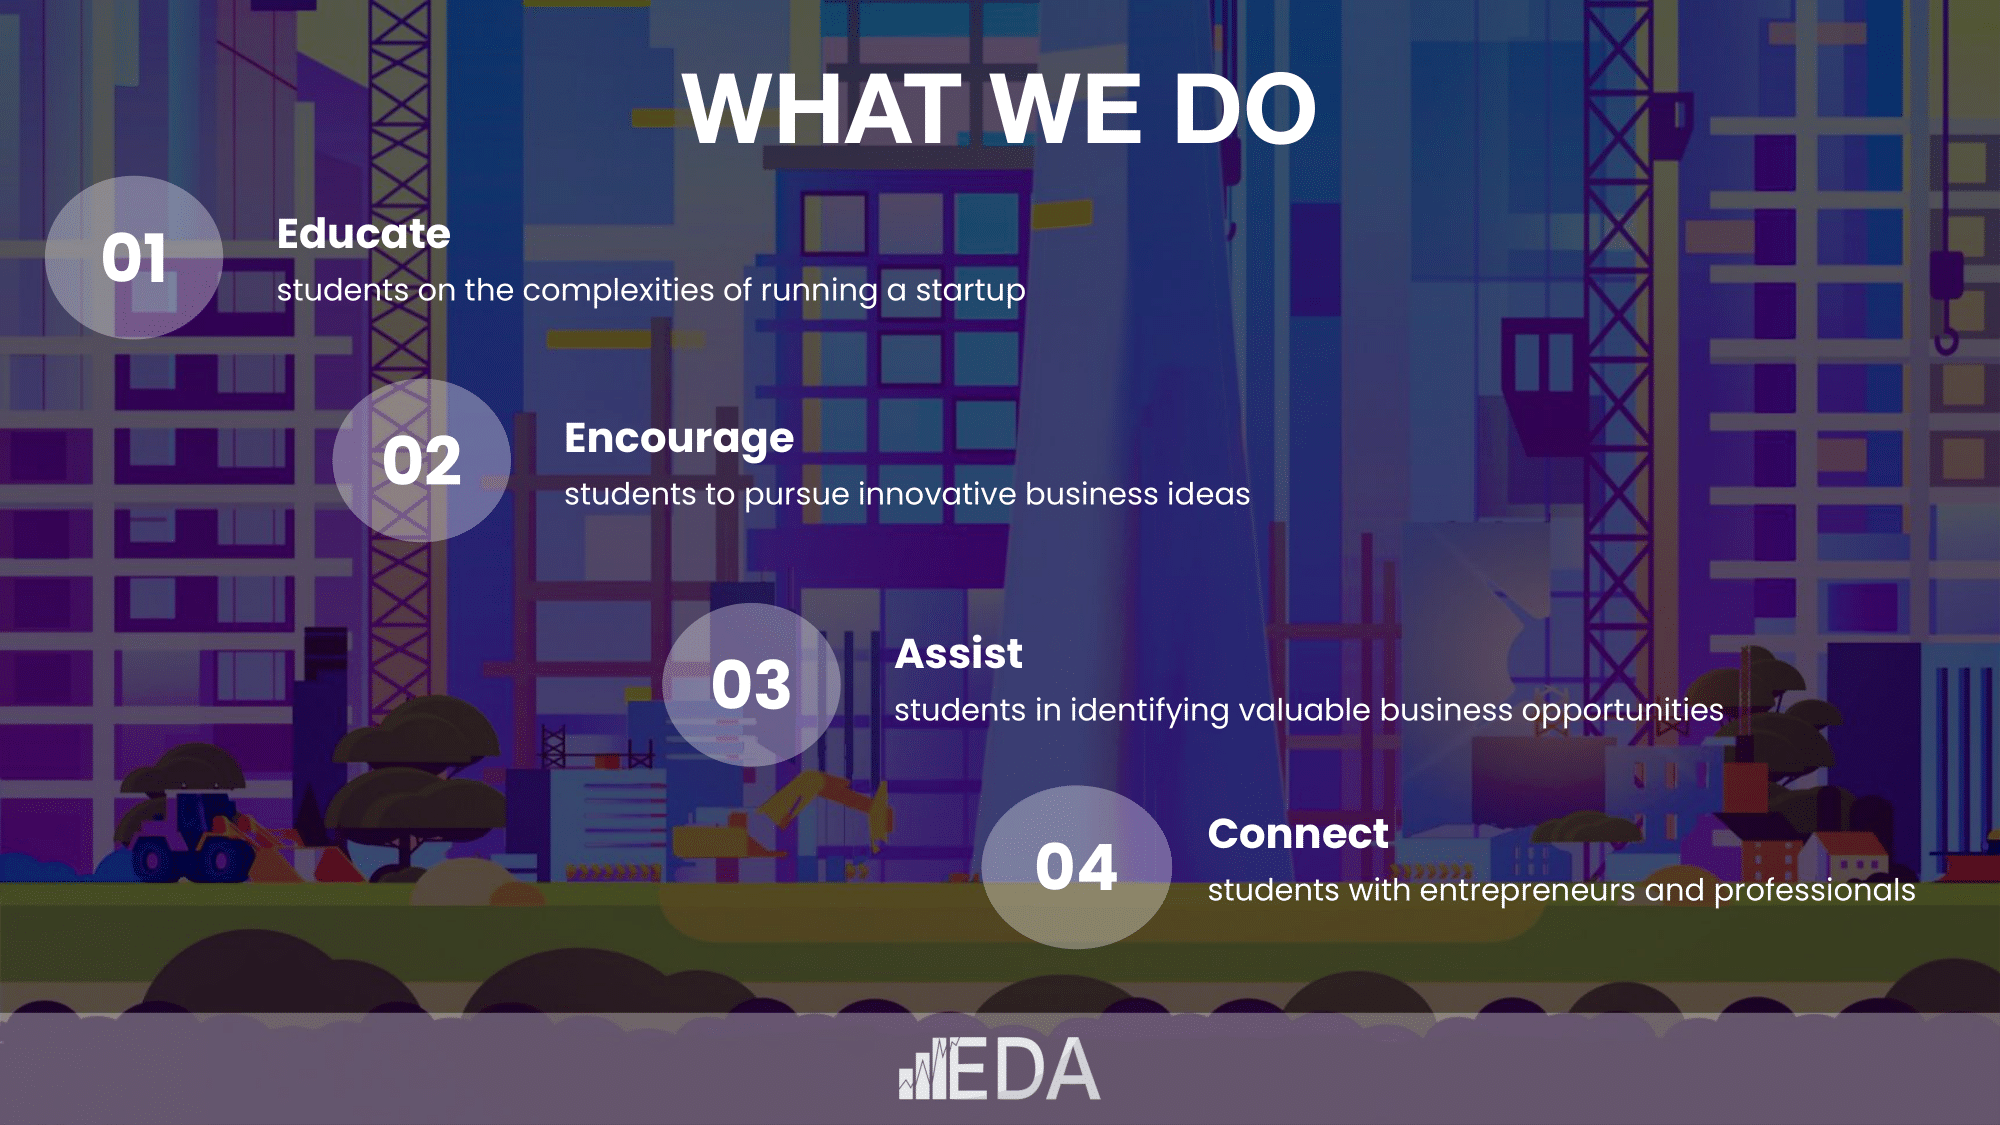 WHAT WE DO
01
Educate
students on the complexities of running a startup
02
Encourage
students to pursue innovative business ideas
03
Assist
students in identifying valuable business opportunities
04
Connect
students with entrepreneurs and professionals
EDA